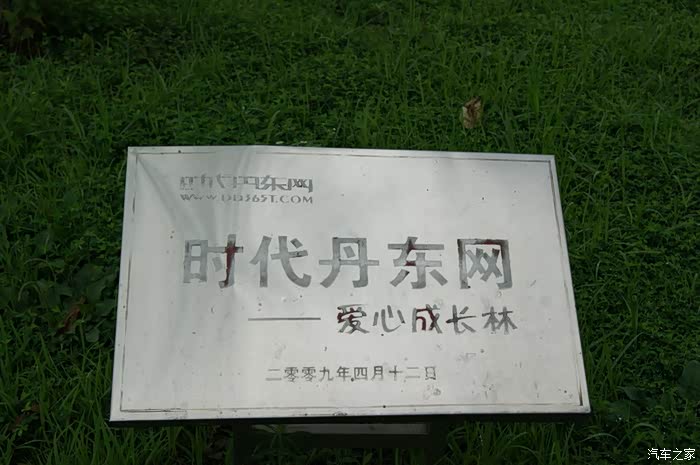 时代丹东网
WWW.DD365T.COM
时代丹东网
——爱心成长林
二零零九年四月十二日
汽车之家